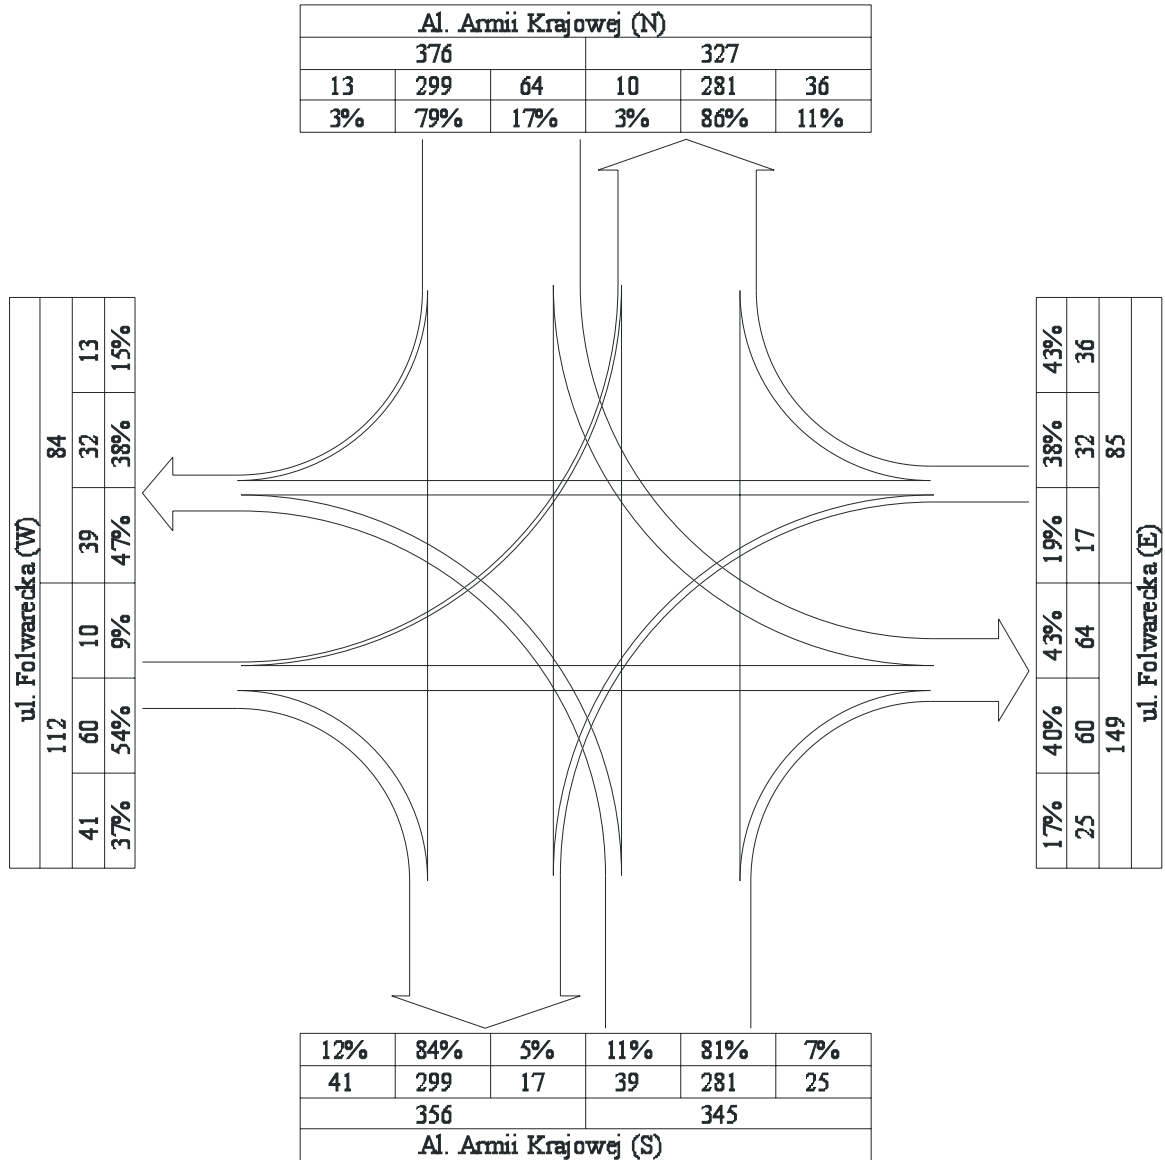 Al. Armii Krajowej (N)
376 327
13 299 64 10 281 36
3% 79% 17% 3% 86% 11%
ul. Folwarecka (W)
84 112
13 32 39 10 60 41
15% 38% 47% 9% 54% 37%
43% 38% 19% 43% 40% 17%
36 32 17 64 60 25
85 149
ul. Folwarecka (E)
12% 84% 5% 11% 81% 7%
41 299 17 39 281 25
356 345
Al. Armii Krajowej (S)